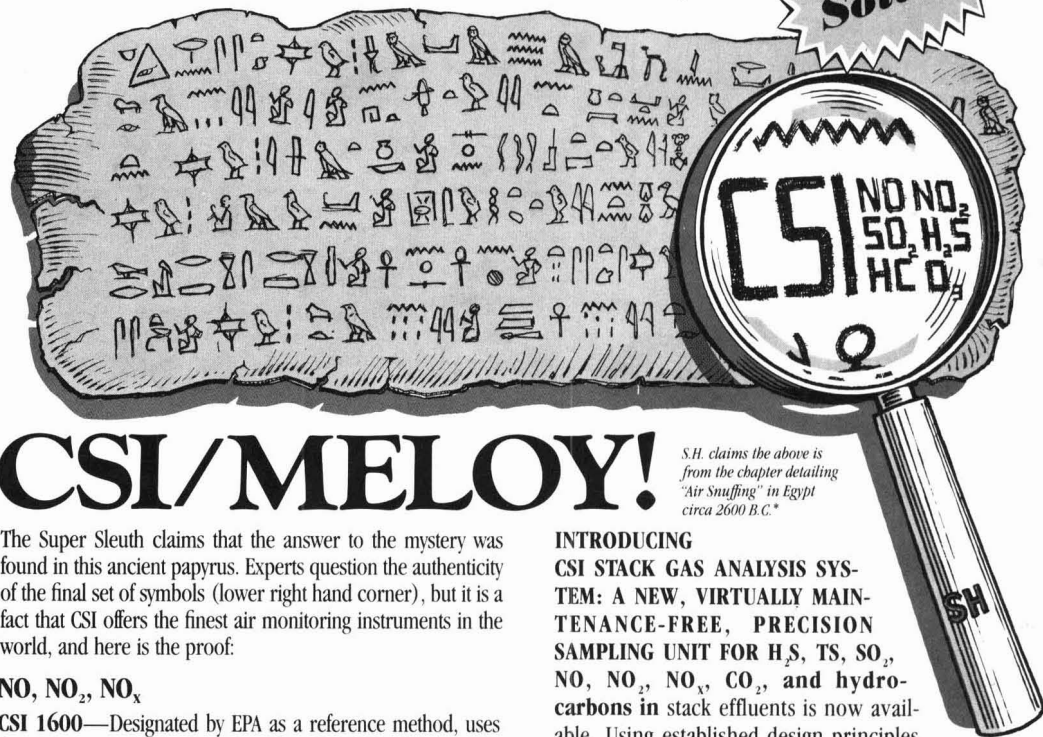 CSI
NO NO₂
SO₂ H₂S
HC O₃
SH
CSI/MELOY!
S.H. claims the above is
from the chapter detailing
"Air Snuffing" in Egypt
circa 2600 B.C.*
The Super Sleuth claims that the answer to the mystery was
found in this ancient papyrus. Experts question the authenticity
of the final set of symbols (lower right hand corner), but it is a
fact that CSI offers the finest air monitoring instruments in the
world, and here is the proof:
NO, NO₂, NOₓ
CSI 1600—Designated by EPA as a reference method, uses
INTRODUCING
CSI STACK GAS ANALYSIS SYS-
TEM: A NEW, VIRTUALLY MAIN-
TENANCE-FREE, PRECISION
SAMPLING UNIT FOR H₂S, TS, SO₂,
NO, NO₂, NOₓ, CO₂, and hydro-
carbons in stack effluents is now avail-
able. Using established design principles